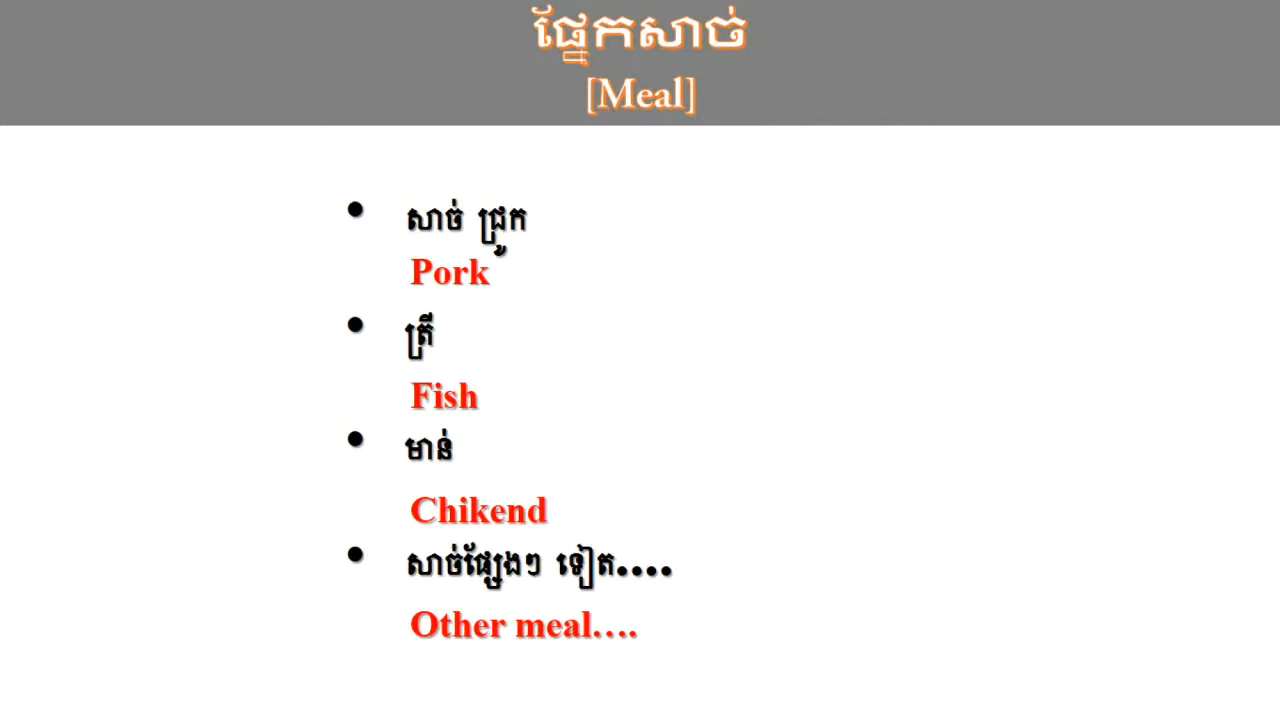 ផ្នែកសាច់
[Meal]
• សាច់ ជ្រូក
Pork
• ត្រី
Fish
• មាន់
Chikend
• សាច់ផ្សេងៗ ទៀត....
Other meal….